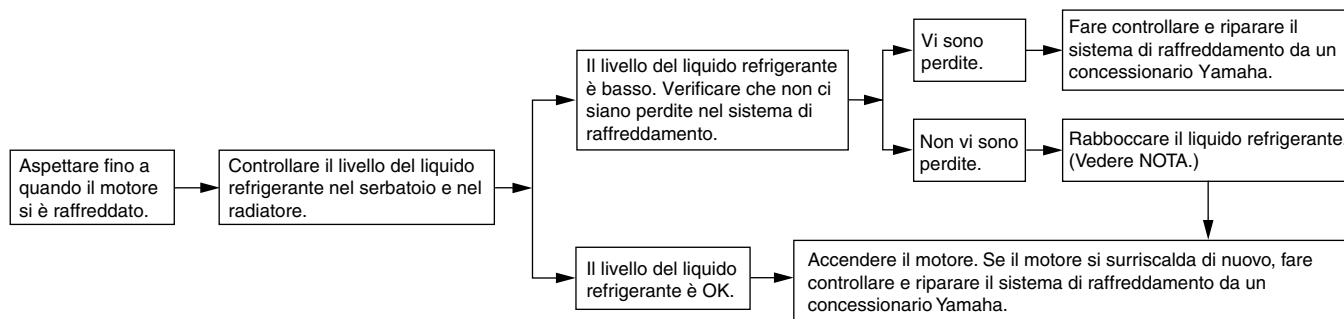 Aspettare fino a
quando il motore
si è raffreddato.
Controllare il livello del liquido
refrigerante nel serbatoio e nel
radiatore.
Il livello del liquido refrigerante
è basso. Verificare che non ci
siano perdite nel sistema di
raffreddamento.
Vi sono
perdite.
Fare controllare e riparare il
sistema di raffreddamento da un
concessionario Yamaha.
Non vi sono
perdite.
Rabboccare il liquido refrigerante.
(Vedere NOTA.)
Il livello del liquido
refrigerante è OK.
Accendere il motore. Se il motore si surriscalda di nuovo, fare
controllare e riparare il sistema di raffreddamento da un
concessionario Yamaha.